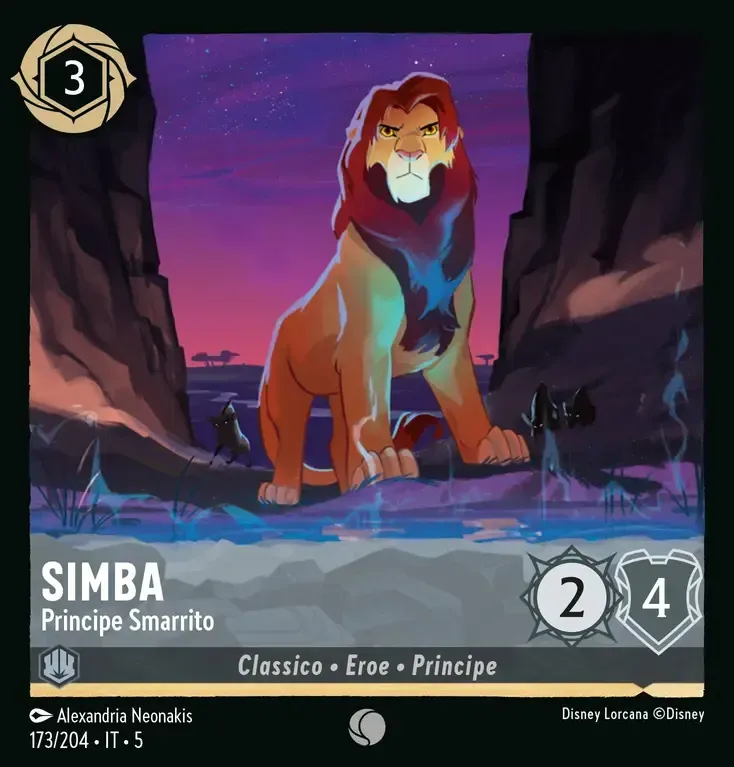 3
SIMBA
Principe Smarrito
2
4
Classico • Eroe • Principe
Alexandria Neonakis
Disney Lorcana ©Disney
173/204 • IT • 5